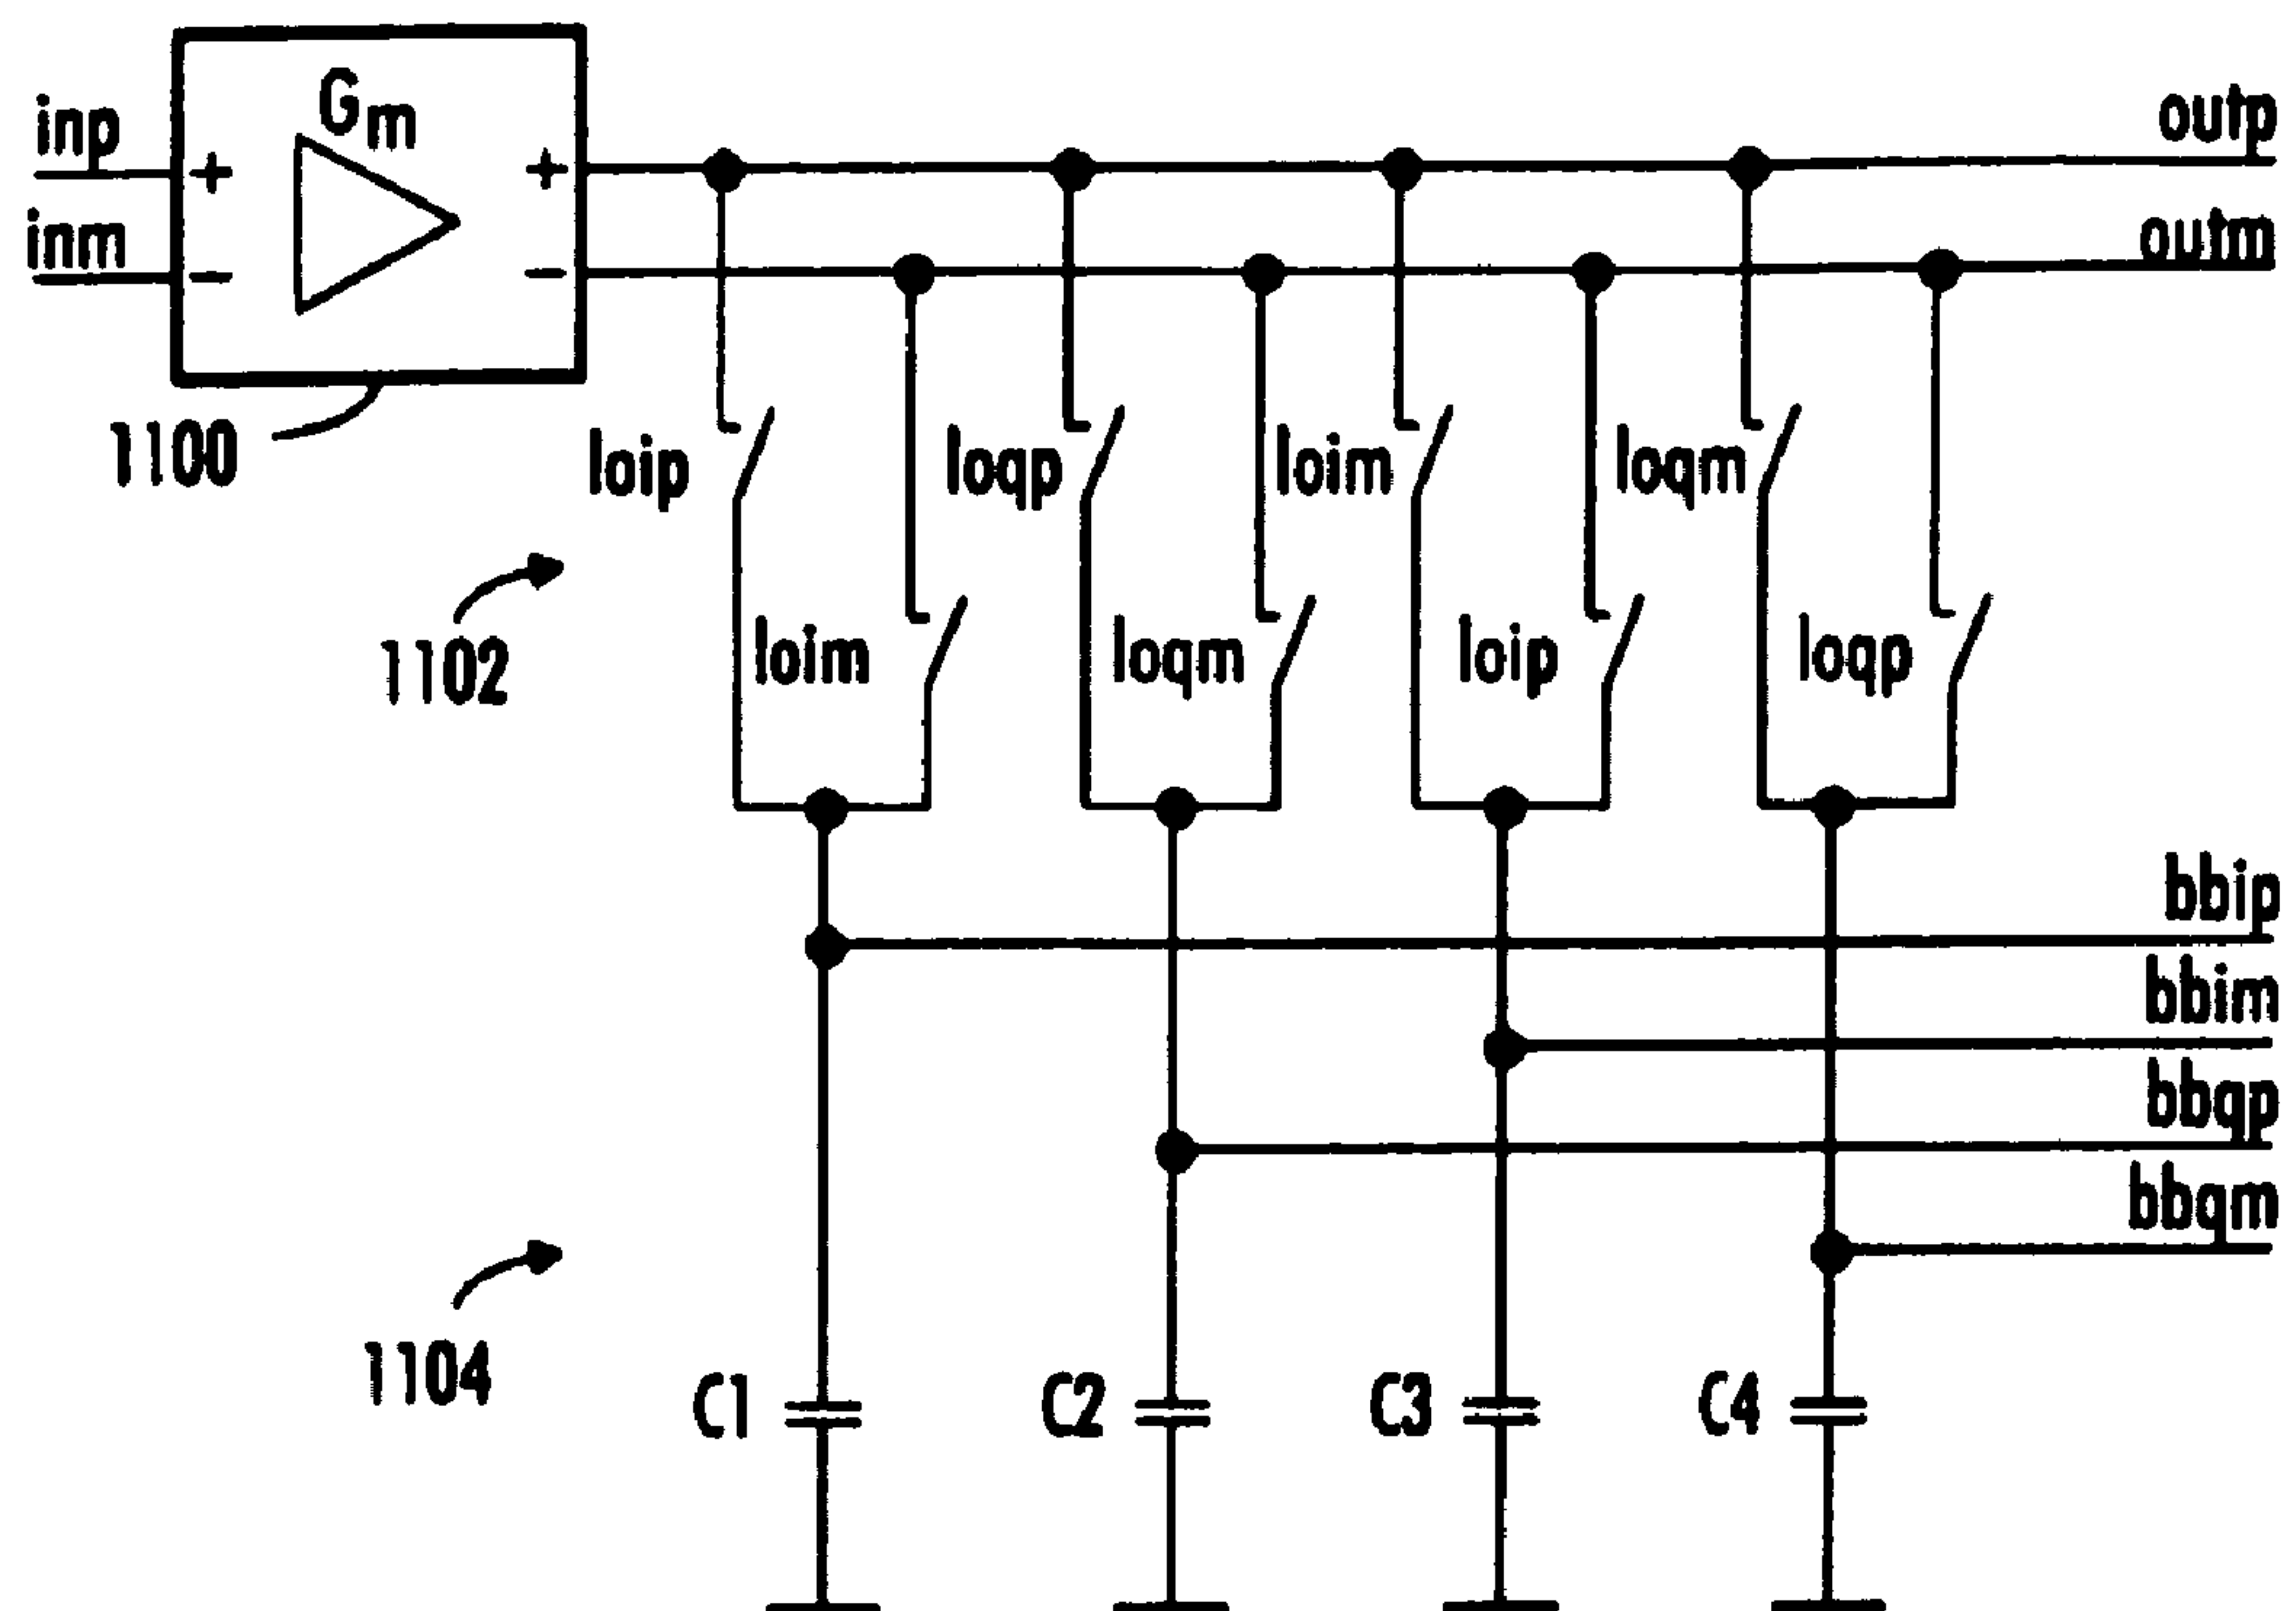 Gm
inp
+ +
outp
inm
- -
outm
1100
loip
loqp
loim
loqm
1102
loim
loqm
loip
loqp
bbip
bbim
bbqp
bbqm
1104
C1
C2
C3
C4